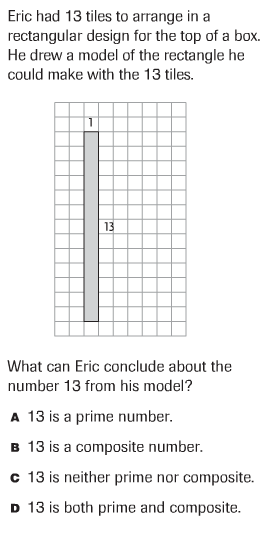 Eric had 13 tiles to arrange in a
rectangular design for the top of a box.
He drew a model of the rectangle he
could make with the 13 tiles.
1
13
What can Eric conclude about the
number 13 from his model?
A 13 is a prime number.
B 13 is a composite number.
C 13 is neither prime nor composite.
D 13 is both prime and composite.